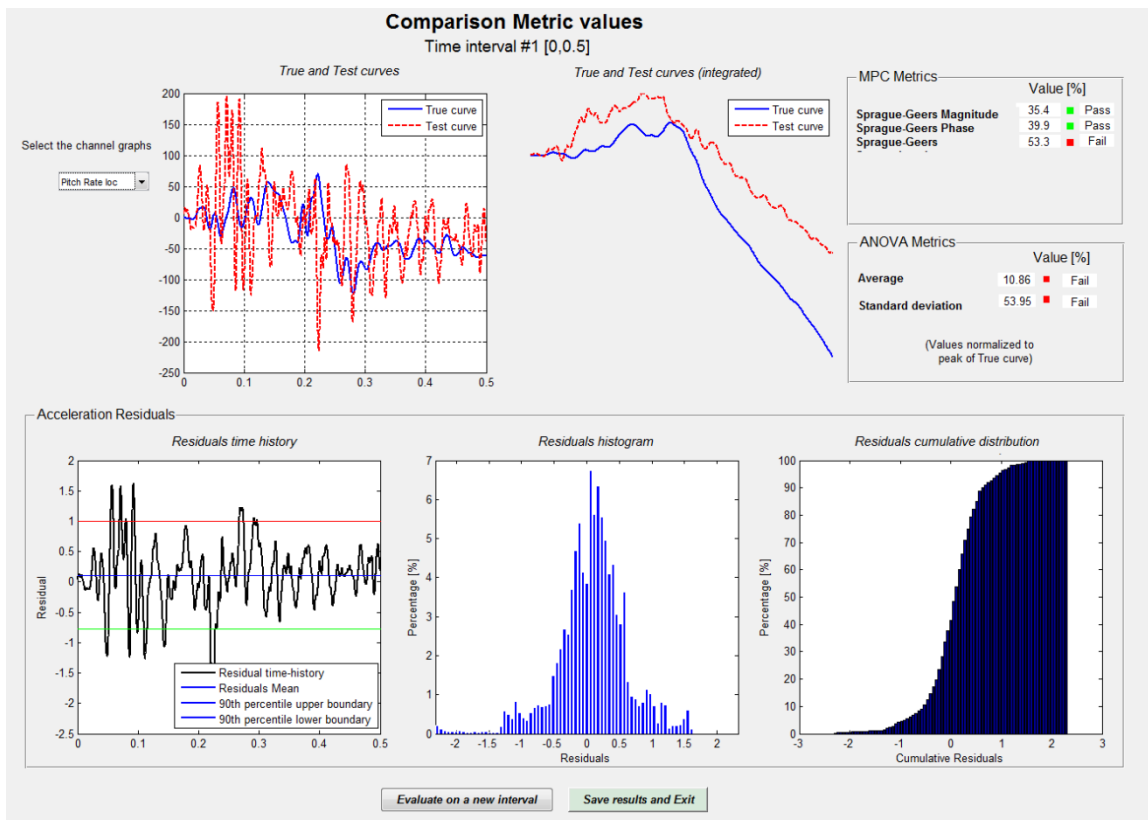 Comparison Metric values
Time interval #1 [0,0.5]
True and Test curves
True and Test curves (integrated)
Select the channel graphs
Pitch Rate loc
200
150
100
50
0
-50
-100
-150
-200
-250
0
0.1
0.2
0.3
0.4
0.5
True curve
Test curve
True curve
Test curve
MPC Metrics
Value [%]
Sprague-Geers Magnitude 35.4 Pass
Sprague-Geers Phase 39.9 Pass
Sprague-Geers 53.3 Fail
ANOVA Metrics
Value [%]
Average 10.86 Fail
Standard deviation 53.95 Fail
(Values normalized to
peak of True curve)
Acceleration Residuals
Residuals time history
2
1.5
1
0.5
0
-0.5
-1
-1.5
-2
-2.5
Residual
0
0.1
0.2
0.3
0.4
0.5
Residual time-history
Residuals Mean
90th percentile upper boundary
90th percentile lower boundary
Residuals histogram
7
6
5
4
3
2
1
0
Percentage [%]
-2
-1.5
-1
-0.5
0
0.5
1
1.5
2
Residuals
Residuals cumulative distribution
100
90
80
70
60
50
40
30
20
10
0
Percentage [%]
-3
-2
-1
0
1
2
3
Cumulative Residuals
Evaluate on a new interval
Save results and Exit